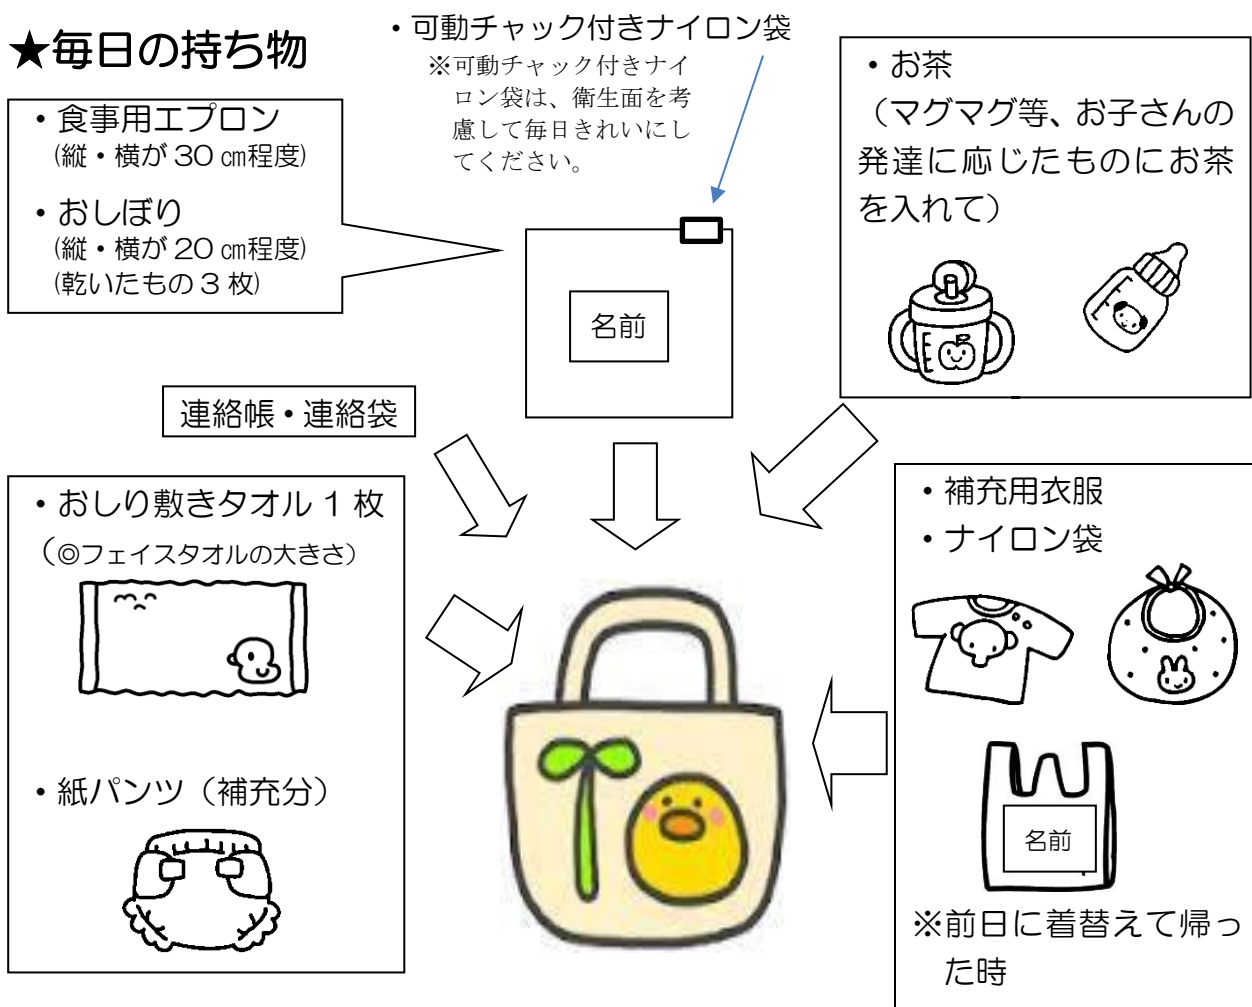 ★毎日の持ち物
・可動チャック付きナイロン袋
※可動チャック付きナイ
ロン袋は、衛生面を考
慮して毎日きれいにし
てください。
・食事用エプロン
(縦・横が30㎝程度)
・おしぼり
(縦・横が20㎝程度)
(乾いたもの3枚)
名前
・お茶
(マグマグ等、お子さんの
発達に応じたものにお茶
を入れて)
連絡帳・連絡袋
・おしり敷きタオル1枚
(◎フェイスタオルの大きさ)
・紙パンツ(補充分)
・補充用衣服
・ナイロン袋
名前
※前日に着替えて帰っ
た時